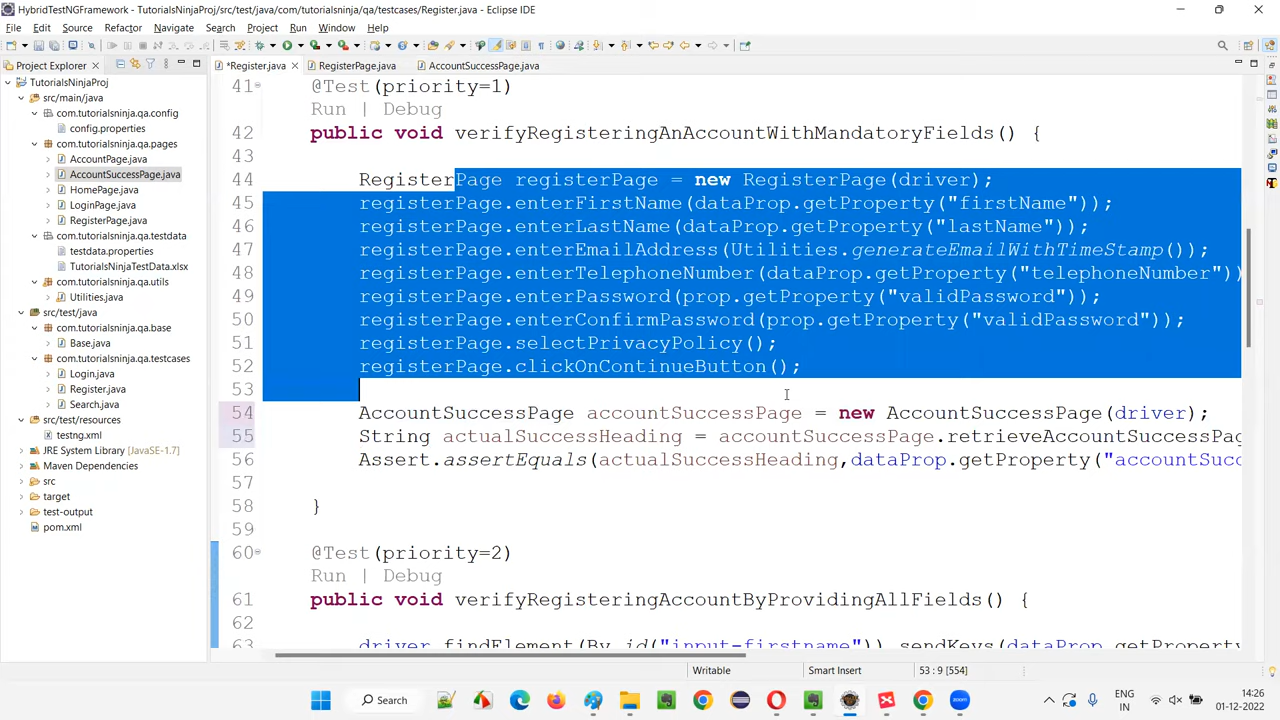 HybridTestNGFramework - TutorialsNinjaProj/src/test/java/com/tutorialsninja/qa/testcases/Register.java - Eclipse IDE
File Edit Source Refactor Navigate Search Project Run Window Help
Project Explorer
*Register.java RegisterPage.java AccountSuccessPage.java
TutorialsNinjaProj
src/main/java
com.tutorialsninja.qa.config
config.properties
com.tutorialsninja.qa.pages
AccountPage.java
AccountSuccessPage.java
HomePage.java
LoginPage.java
RegisterPage.java
com.tutorialsninja.qa.testdata
testdata.properties
TutorialsNinjaTestData.xlsx
com.tutorialsninja.qa.utils
Utilities.java
src/test/java
com.tutorialsninja.qa.base
Base.java
com.tutorialsninja.qa.testcases
Login.java
Register.java
Search.java
src/test/resources
testng.xml
JRE System Library [JavaSE-1.7]
Maven Dependencies
src
target
test-output
pom.xml
41 @Test(priority=1)
Run | Debug
42 public void verifyRegisteringAnAccountWithMandatoryFields() {
43
44 RegisterPage registerPage = new RegisterPage(driver);
45 registerPage.enterFirstName(dataProp.getProperty("firstName"));
46 registerPage.enterLastName(dataProp.getProperty("lastName"));
47 registerPage.enterEmailAddress(Utilities.generateEmailWithTimeStamp());
48 registerPage.enterTelephoneNumber(dataProp.getProperty("telephoneNumber"))
49 registerPage.enterPassword(prop.getProperty("validPassword"));
50 registerPage.enterConfirmPassword(prop.getProperty("validPassword"));
51 registerPage.selectPrivacyPolicy();
52 registerPage.clickOnContinueButton();
53
54 AccountSuccessPage accountSuccessPage = new AccountSuccessPage(driver);
55 String actualSuccessHeading = accountSuccessPage.retrieveAccountSuccessPag
56 Assert.assertEquals(actualSuccessHeading,dataProp.getProperty("accountSucc
57
58 }
59
60 @Test(priority=2)
Run | Debug
61 public void verifyRegisteringAccountByProvidingAllFields() {
62
63 driver.findElement(By.id("input-firstname")).sendKeys(dataProp.getProperty
Writable Smart Insert 53 : 9 [554]
Search
ENG
IN
14:26
01-12-2022